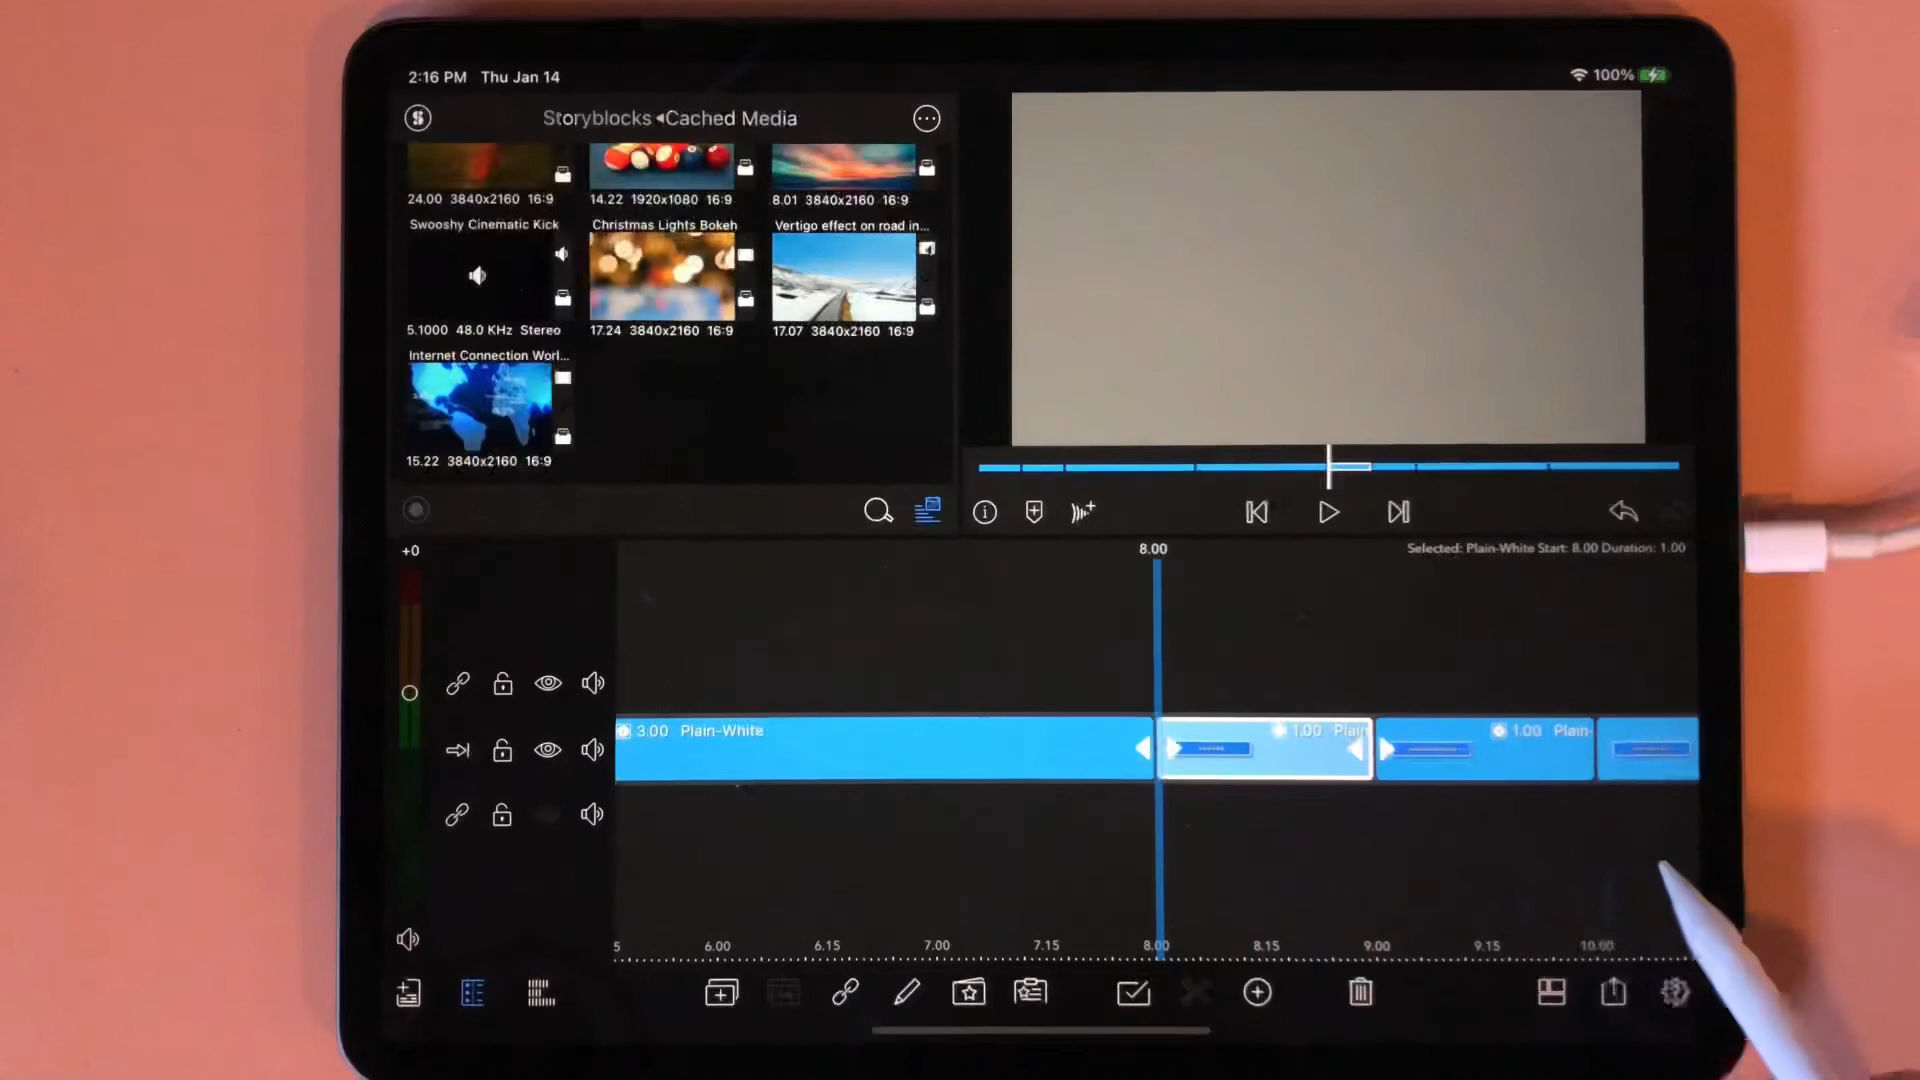 2:16 PM Thu Jan 14
100%
Storyblocks ◂Cached Media
24.00 3840x2160 16:9
14.22 1920x1080 16:9
8.01 3840x2160 16:9
Swooshy Cinematic Kick
Christmas Lights Bokeh
Vertigo effect on road in...
5.1000 48.0 KHz Stereo
17.24 3840x2160 16:9
17.07 3840x2160 16:9
Internet Connection Worl...
15.22 3840x2160 16:9
+0
8.00
Selected: Plain-White Start: 8.00 Duration: 1.00
3.00 Plain-White
1.00 Plain
1.00 Plain-
5
6.00
6.15
7.00
7.15
8.00
8.15
9.00
9.15
10.00